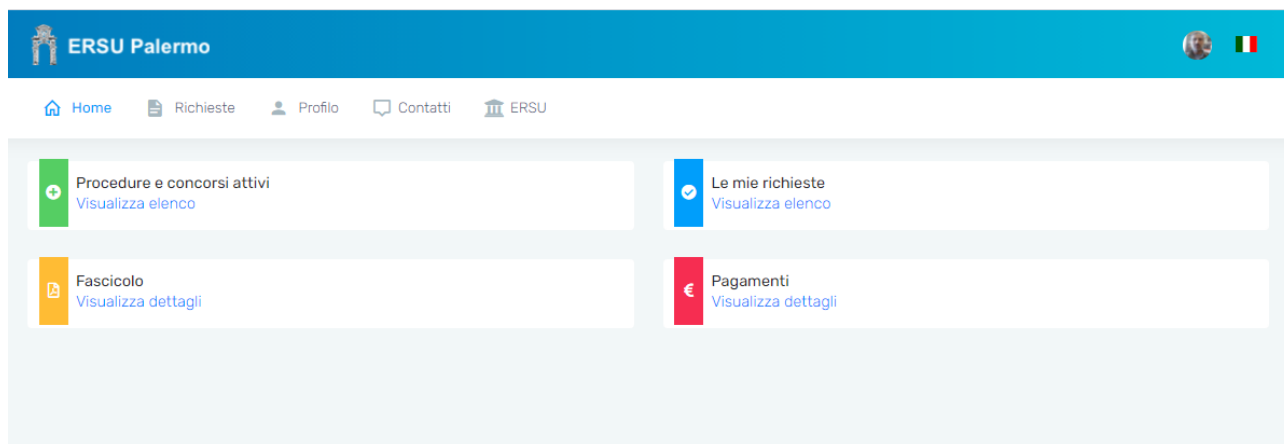 ERSU Palermo
Home Richieste Profilo Contatti ERSU
Procedure e concorsi attivi
Visualizza elenco
Le mie richieste
Visualizza elenco
Fascicolo
Visualizza dettagli
€
Pagamenti
Visualizza dettagli